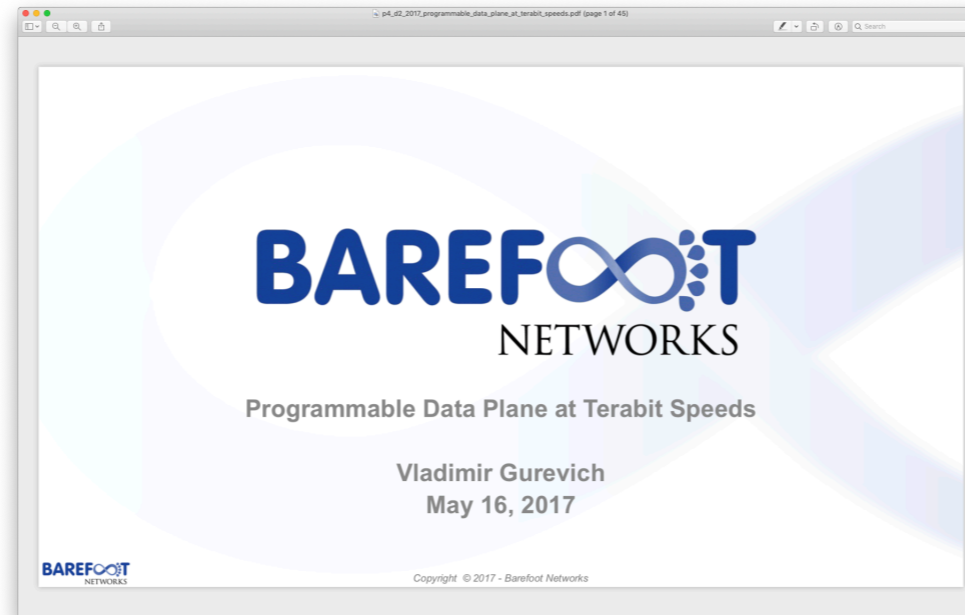 p4_d2_2017_programmable_data_plane_at_terabit_speeds.pdf (page 1 of 45)
Search
BAREFOOT
NETWORKS
Programmable Data Plane at Terabit Speeds
Vladimir Gurevich
May 16, 2017
BAREFOOT
NETWORKS
Copyright © 2017 - Barefoot Networks